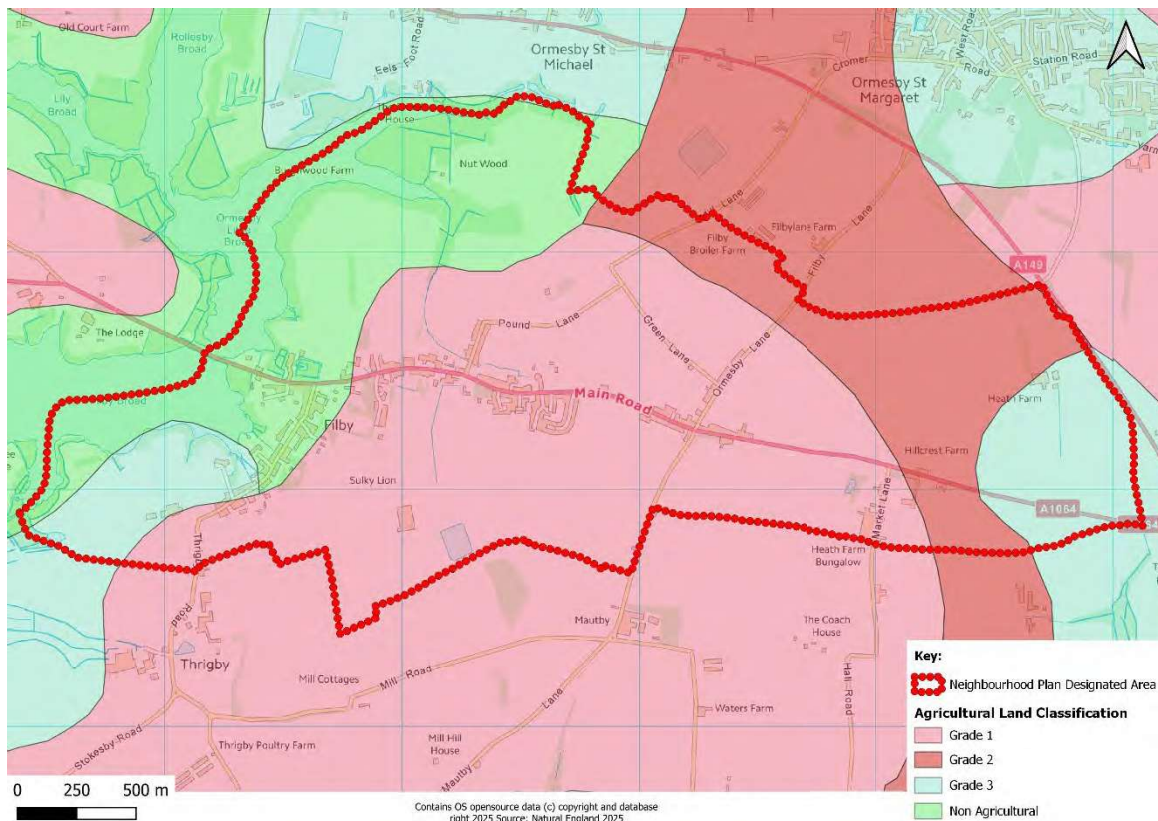 Old Court Farm
Rollesby
Broad
Lily
Broad
Eels
Foot Road
Ormesby St
Michael
Cromer
Road
West Road
Station Road
Ormesby St
Margaret
House
Nut Wood
Filby
Broiler Farm
Filbylane Farm
Filby Lane
A149
The Lodge
Pound Lane
Green Lane
Ormesby Lane
Main Road
Filby
Heath Farm
Hillcrest Farm
Sulky Lion
A1064
Market Lane
Heath Farm
Bungalow
Thrigby
Road
Mautby
The Coach
House
Thrigby
Mill Cottages
Mill Road
Hall Road
Waters Farm
Stokesby Road
Thrigby Poultry Farm
Mill Hill
House
Mautby Lane
Key:
Neighbourhood Plan Designated Area
Agricultural Land Classification
Grade 1
Grade 2
Grade 3
Non Agricultural
0 250 500 m
Contains OS opensource data (c) copyright and database
right 2025 Source: Natural England 2025